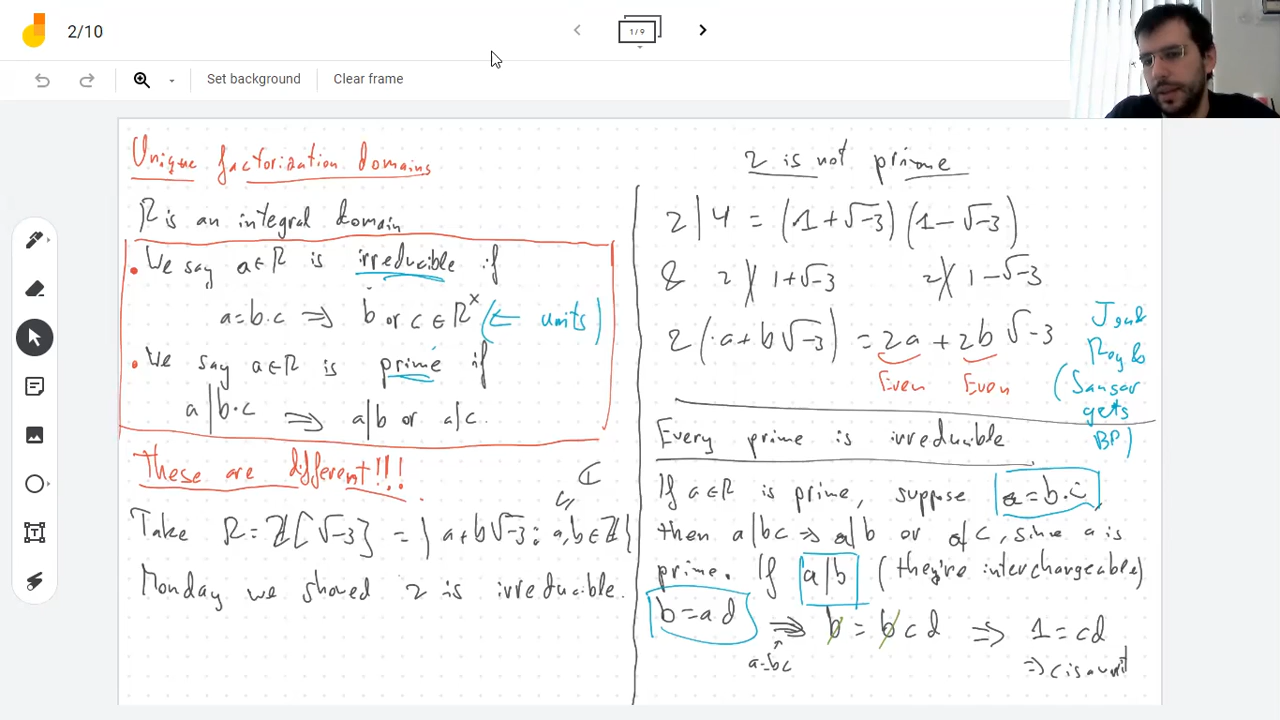 2/10
1/9
Set background
Clear frame
Unique factorization domains
R is an integral domain
• We say a∈R is irreducible if
a=b·c ⇒ b or c ∈ R^x (← units)
• We say a∈R is prime if
a|b·c ⇒ a|b or a|c.
These are different!!!
ℂ
Take R=ℤ[√-3] = {a+b√-3 : a,b∈ℤ}
Monday we showed 2 is irreducible.
2 is not prime
2|4 = (1+√-3)(1-√-3)
& 2∤1+√-3 2∤1-√-3
2(a+b√-3) = 2a+2b√-3
Even Even
Roy &
(Sansar
gets
BP)
Every prime is irreducible
If a∈R is prime, suppose a=b·c,
then a|bc ⇒ a|b or a|c, since a is
prime. If a|b (they're interchangeable)
b=a·d ⇒ b = bcd ⇒ 1=cd
a=bc ⇒ c is a unit